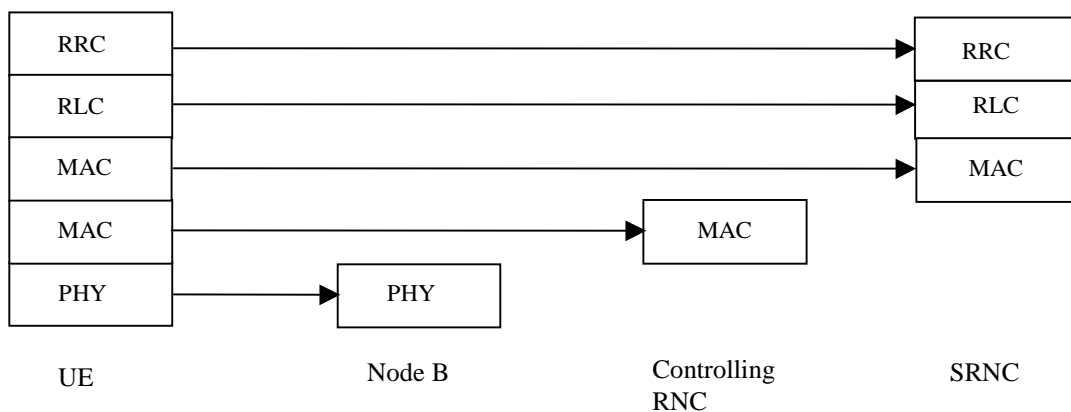 RRC
RRC
RLC
RLC
MAC
MAC
MAC
MAC
PHY
PHY
UE
Node B
Controlling
RNC
SRNC